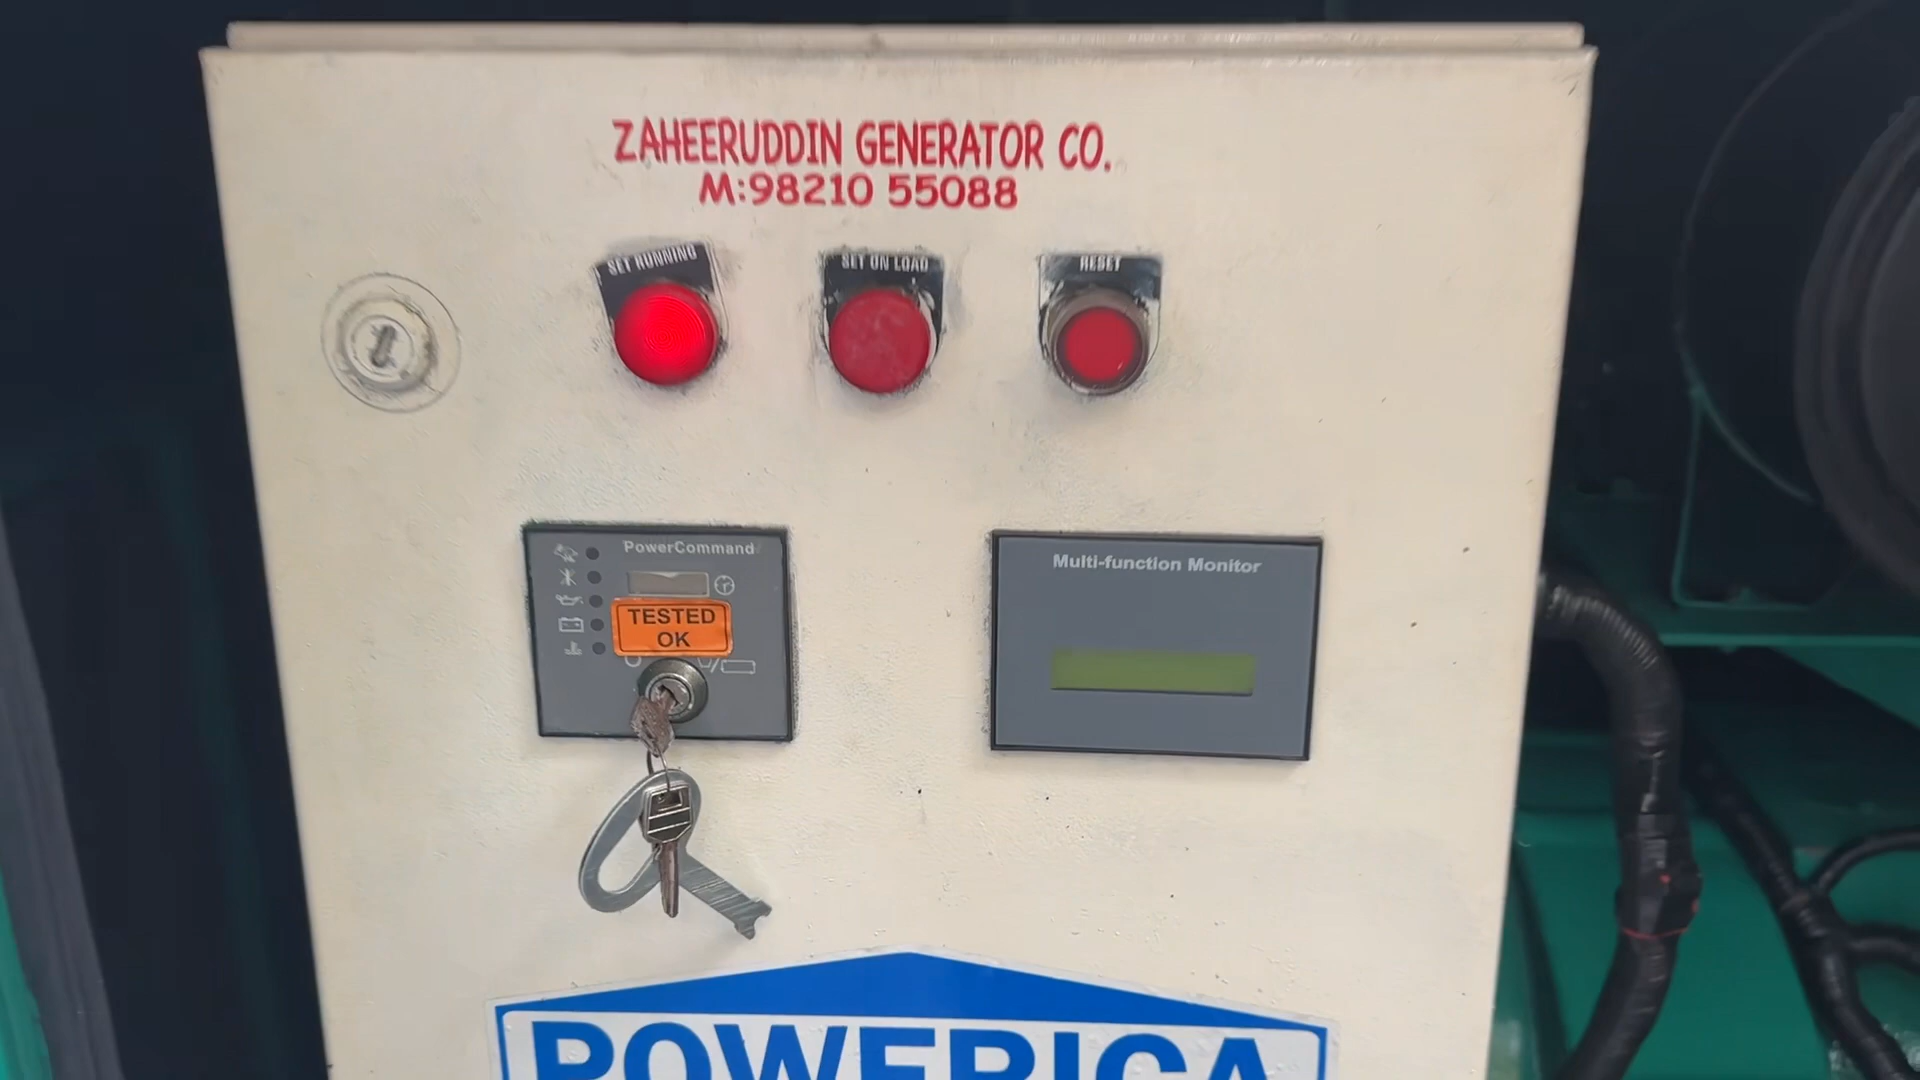 ZAHEERUDDIN GENERATOR CO.
M:98210 55088
SET RUNNING
SET ON LOAD
RESET
PowerCommand
TESTED
OK
Multi-function Monitor
POWERICA